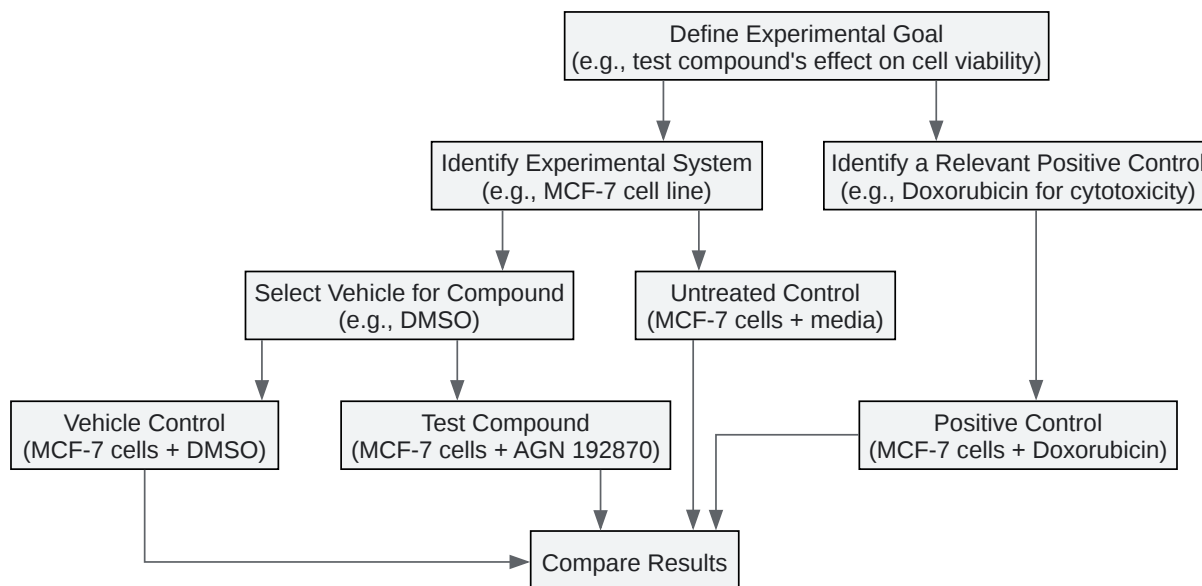 Define Experimental Goal
(e.g., test compound's effect on cell viability)
Identify Experimental System
(e.g., MCF-7 cell line)
Identify a Relevant Positive Control
(e.g., Doxorubicin for cytotoxicity)
Select Vehicle for Compound
(e.g., DMSO)
Untreated Control
(MCF-7 cells + media)
Vehicle Control
(MCF-7 cells + DMSO)
Test Compound
(MCF-7 cells + AGN 192870)
Positive Control
(MCF-7 cells + Doxorubicin)
Compare Results